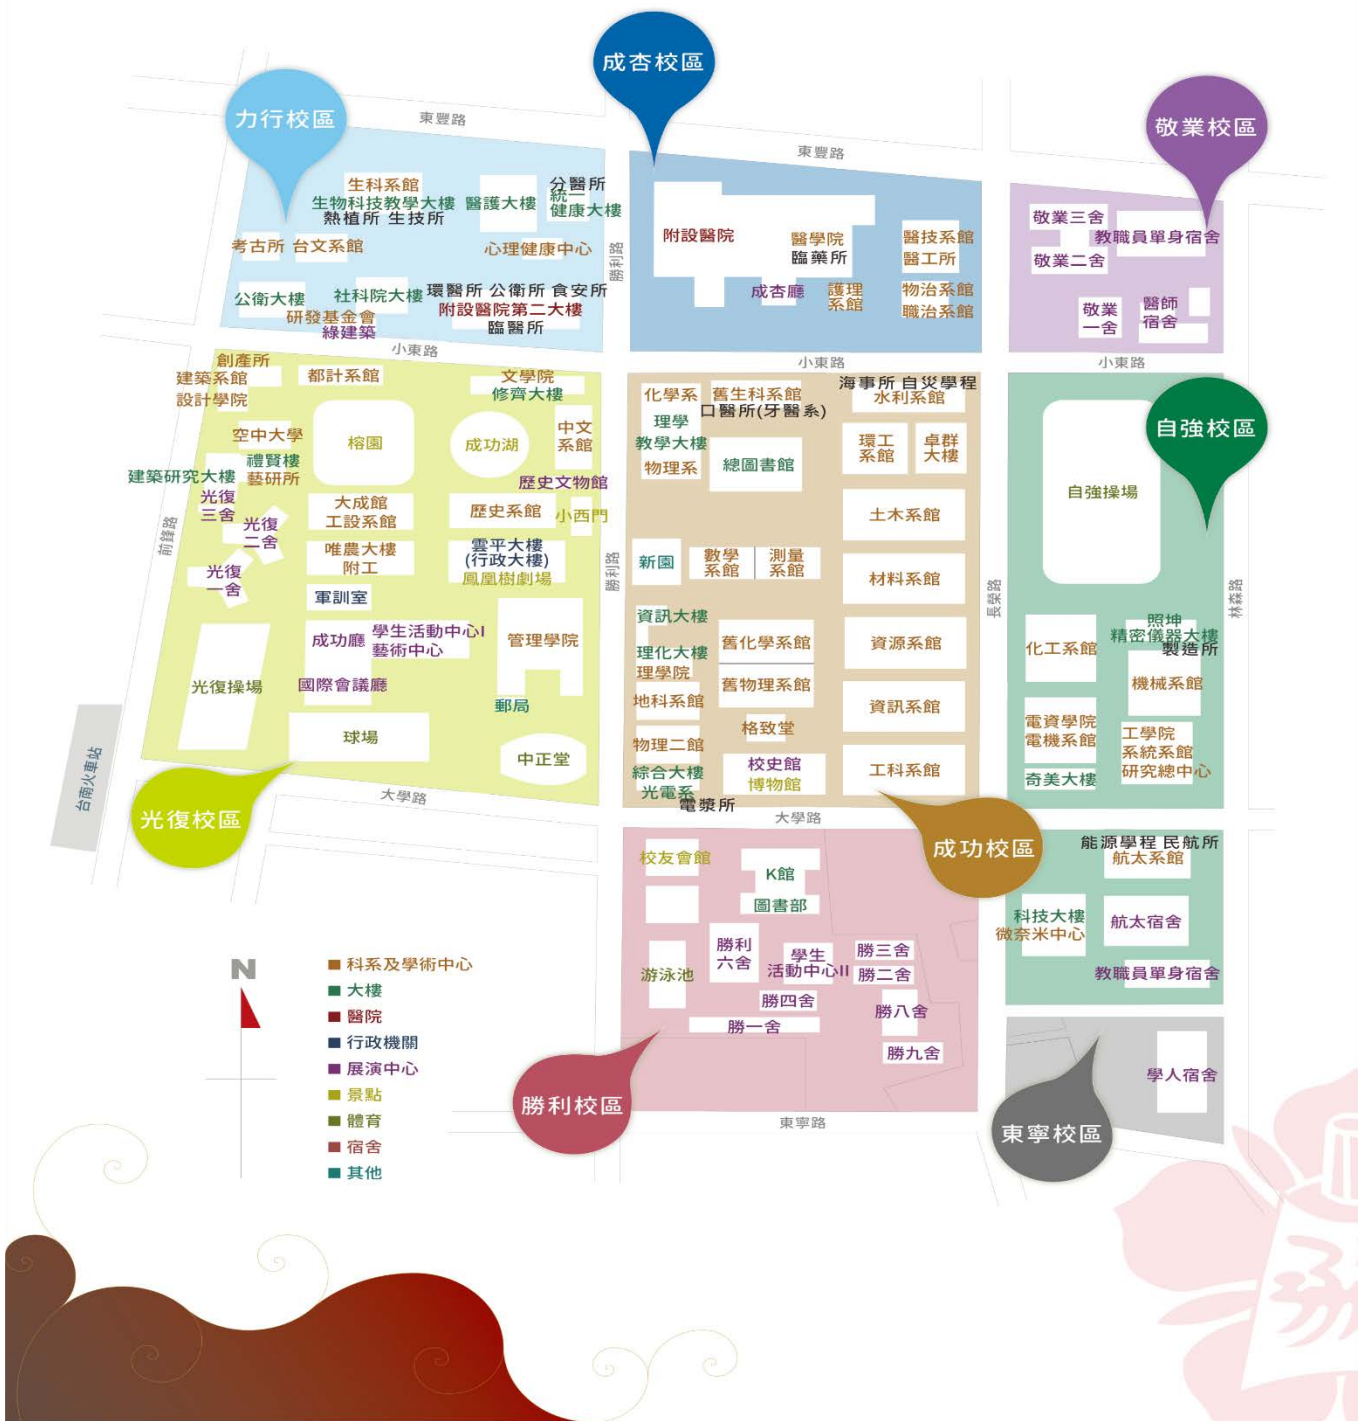 成杏校區
力行校區
敬業校區
東豐路
東豐路
生科系館
生物科技教學大樓
熱植所 生技所
醫護大樓
分醫所
統一
健康大樓
考古所
台文系館
心理健康中心
公衛大樓
社科院大樓
研發基金會
綠建築
環醫所 公衛所 食安所
附設醫院第二大樓
臨醫所
勝利路
附設醫院
醫學院
臨藥所
成杏廳
護理
系館
醫技系館
醫工所
物治系館
職治系館
敬業三舍
敬業二舍
教職員單身宿舍
敬業
一舍
醫師
宿舍
小東路
小東路
小東路
創產所
建築系館
設計學院
都計系館
文學院
修齊大樓
空中大學
榕園
成功湖
中文
系館
禮賢樓
建築研究大樓
藝研所
歷史文物館
光復
三舍
光復
二舍
光復
一舍
大成館
工設系館
歷史系館
小西門
唯農大樓
附工
雲平大樓
(行政大樓)
鳳凰樹劇場
軍訓室
成功廳
學生活動中心I
藝術中心
管理學院
國際會議廳
光復操場
郵局
球場
中正堂
前鋒路
勝利路
台南火車站
光復校區
大學路
化學系
舊生科系館
口醫所(牙醫系)
海事所 自災學程
水利系館
理學
教學大樓
物理系
總圖書館
環工
系館
卓群
大樓
土木系館
新園
數學
系館
測量
系館
材料系館
資訊大樓
理化大樓
理學院
舊化學系館
資源系館
地科系館
舊物理系館
資訊系館
物理二館
格致堂
綜合大樓
光電系
電漿所
校史館
博物館
工科系館
大學路
成功校區
長榮路
自強校區
自強操場
林森路
化工系館
照坤
精密儀器大樓
製造所
機械系館
電資學院
電機系館
工學院
系統系館
研究總中心
奇美大樓
能源學程 民航所
航太系館
科技大樓
微奈米中心
航太宿舍
教職員單身宿舍
校友會館
K館
圖書部
游泳池
勝利
六舍
學生
活動中心II
勝三舍
勝二舍
勝四舍
勝八舍
勝一舍
勝九舍
勝利校區
東寧路
東寧校區
學人宿舍
N
科系及學術中心
大樓
醫院
行政機關
展演中心
景點
體育
宿舍
其他